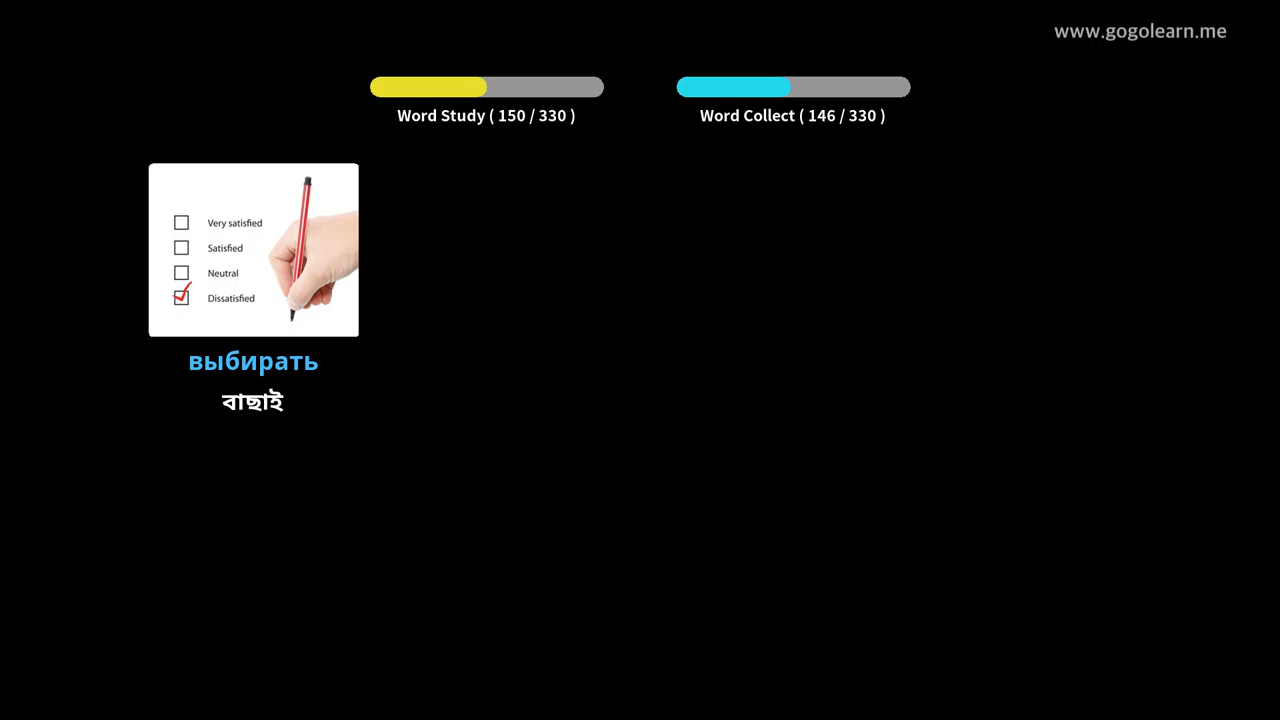 www.gogolearn.me
Word Study ( 150 / 330 )
Word Collect ( 146 / 330 )
Very satisfied
Satisfied
Neutral
Dissatisfied
выбирать
বাছাই